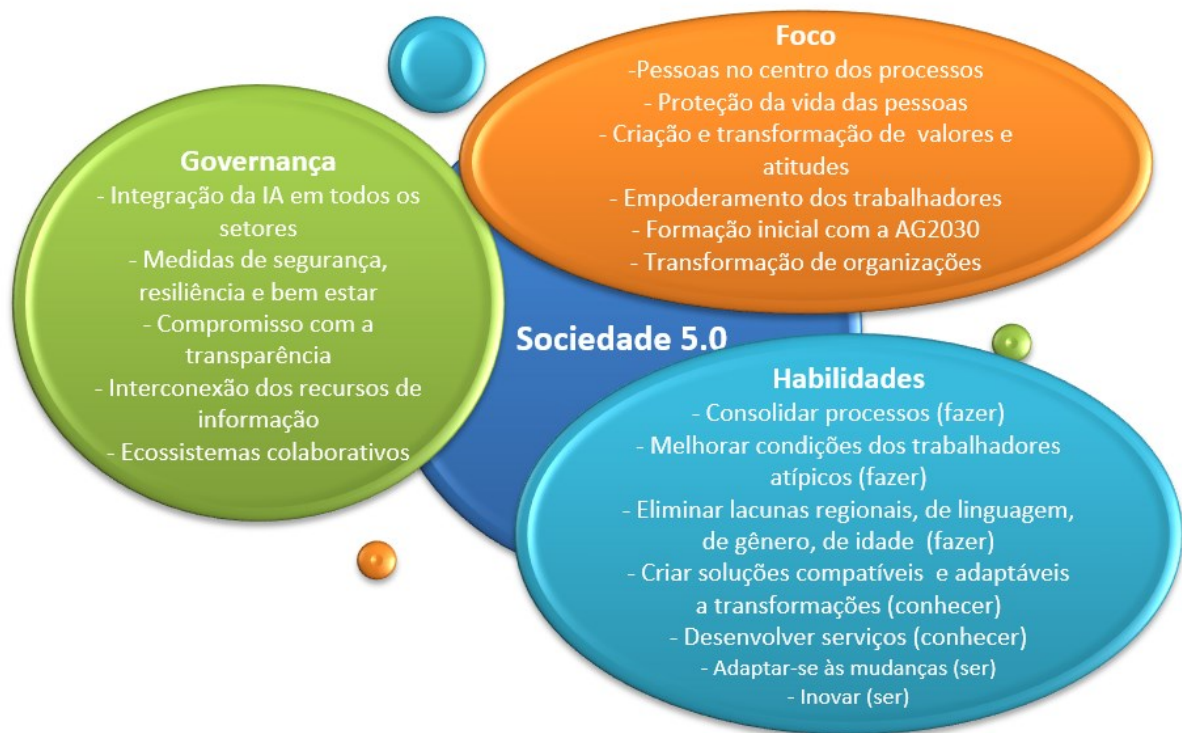 Foco
-Pessoas no centro dos processos
- Proteção da vida das pessoas
- Criação e transformação de valores e
atitudes
- Empoderamento dos trabalhadores
- Formação inicial com a AG2030
- Transformação de organizações
Governança
- Integração da IA em todos os
setores
- Medidas de segurança,
resiliência e bem estar
- Compromisso com a
transparência
- Interconexão dos recursos de
informação
- Ecossistemas colaborativos
Sociedade 5.0
Habilidades
- Consolidar processos (fazer)
- Melhorar condições dos trabalhadores
atípicos (fazer)
- Eliminar lacunas regionais, de linguagem,
de gênero, de idade (fazer)
- Criar soluções compatíveis e adaptáveis
a transformações (conhecer)
- Desenvolver serviços (conhecer)
- Adaptar-se às mudanças (ser)
- Inovar (ser)